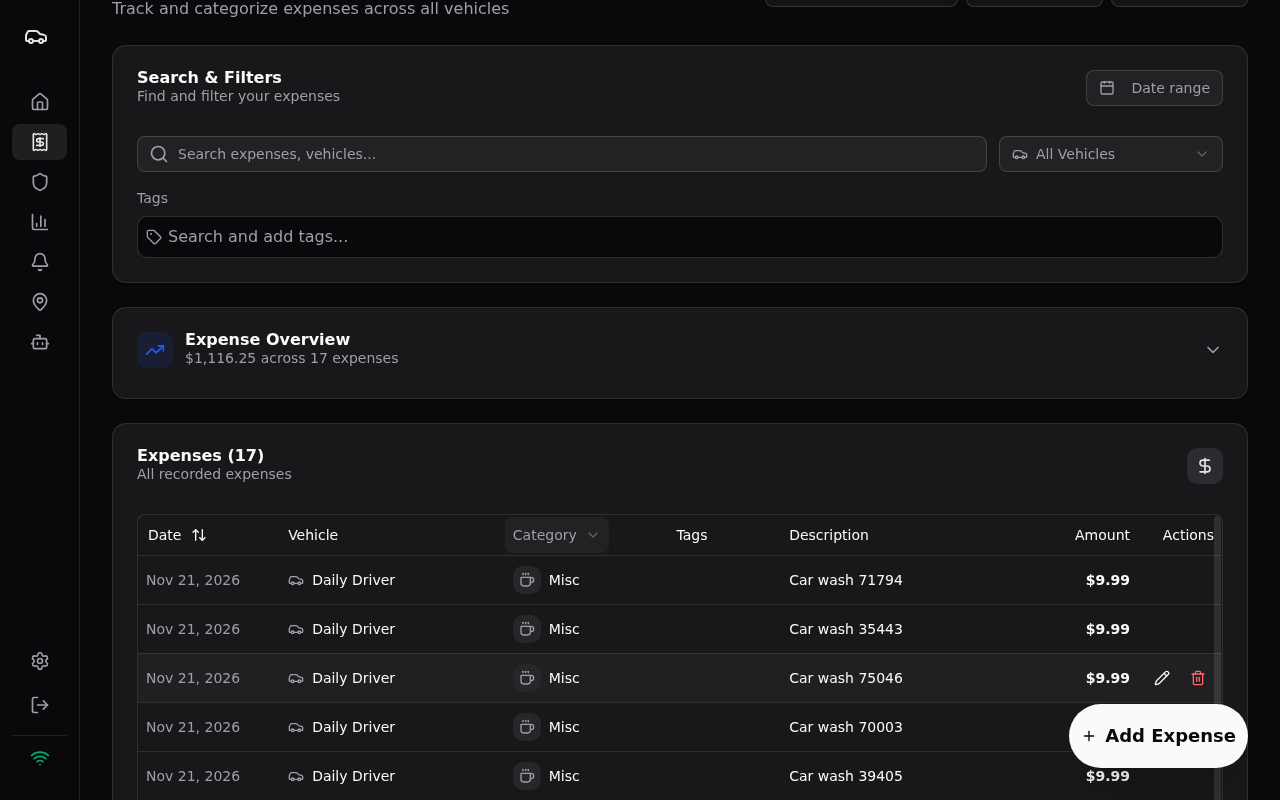 Track and categorize expenses across all vehicles
Search & Filters
Find and filter your expenses
Date range
Search expenses, vehicles...
All Vehicles
Tags
Search and add tags...
Expense Overview
$1,116.25 across 17 expenses
Expenses (17)
All recorded expenses
Date Vehicle Category Tags Description Amount Actions
Nov 21, 2026 Daily Driver Misc Car wash 71794 $9.99
Nov 21, 2026 Daily Driver Misc Car wash 35443 $9.99
Nov 21, 2026 Daily Driver Misc Car wash 75046 $9.99
Nov 21, 2026 Daily Driver Misc Car wash 70003
+ Add Expense
Nov 21, 2026 Daily Driver Misc Car wash 39405 $9.99